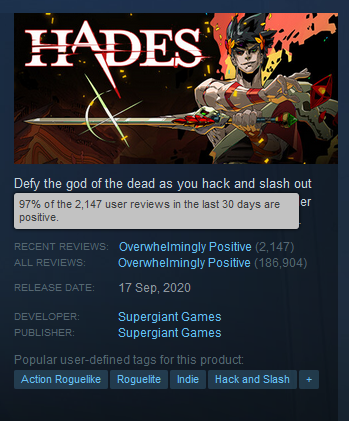 HADES
Defy the god of the dead as you hack and slash out
97% of the 2,147 user reviews in the last 30 days are
positive.
er
RECENT REVIEWS: Overwhelmingly Positive (2,147)
ALL REVIEWS: Overwhelmingly Positive (186,904)
RELEASE DATE: 17 Sep, 2020
DEVELOPER: Supergiant Games
PUBLISHER: Supergiant Games
Popular user-defined tags for this product:
Action Roguelike Roguelite Indie Hack and Slash +